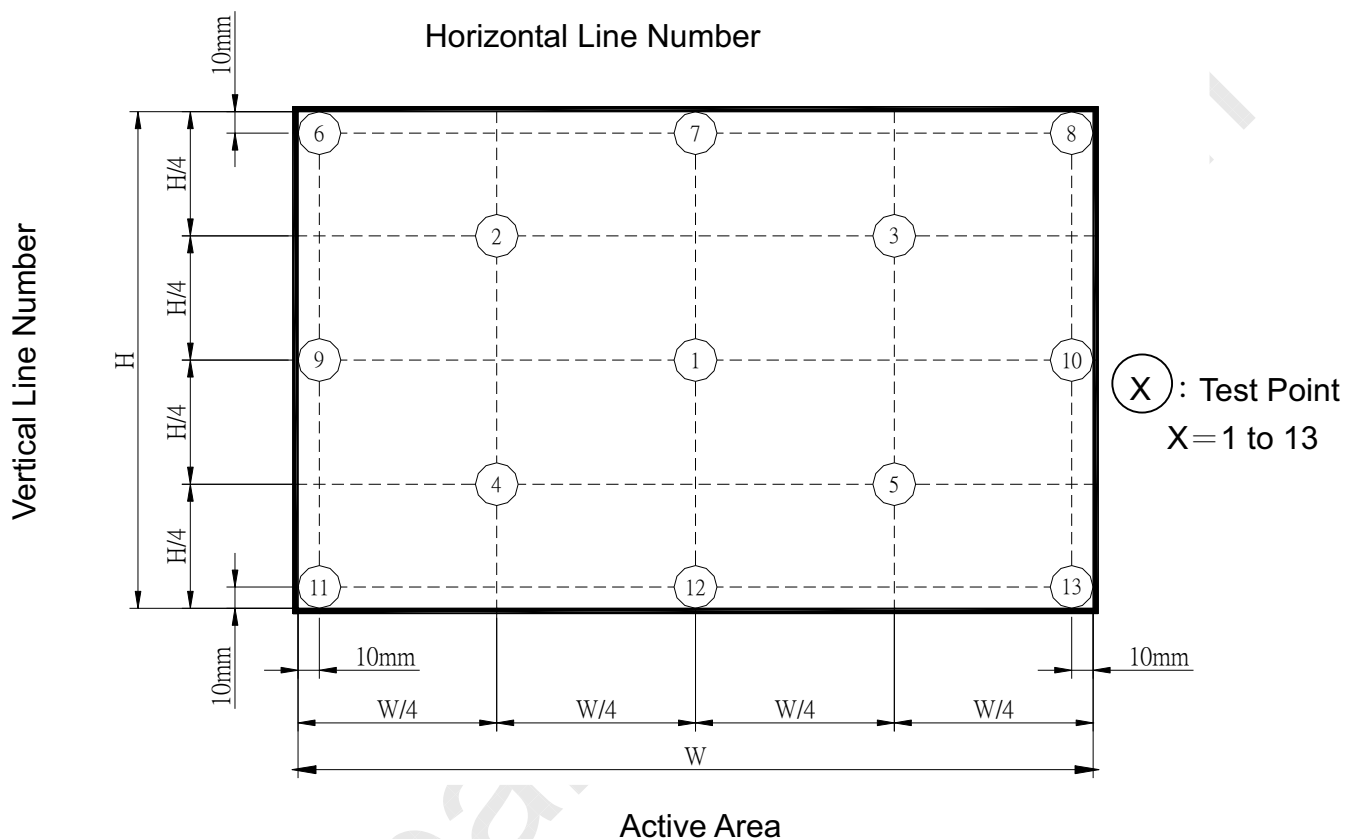 Horizontal Line Number
10mm
6
7
8
H/4
2
3
H/4
Vertical Line Number
H
9
1
10
X : Test Point
X＝1 to 13
H/4
4
5
H/4
11
12
13
10mm
10mm
10mm
W/4
W/4
W/4
W/4
W
Active Area